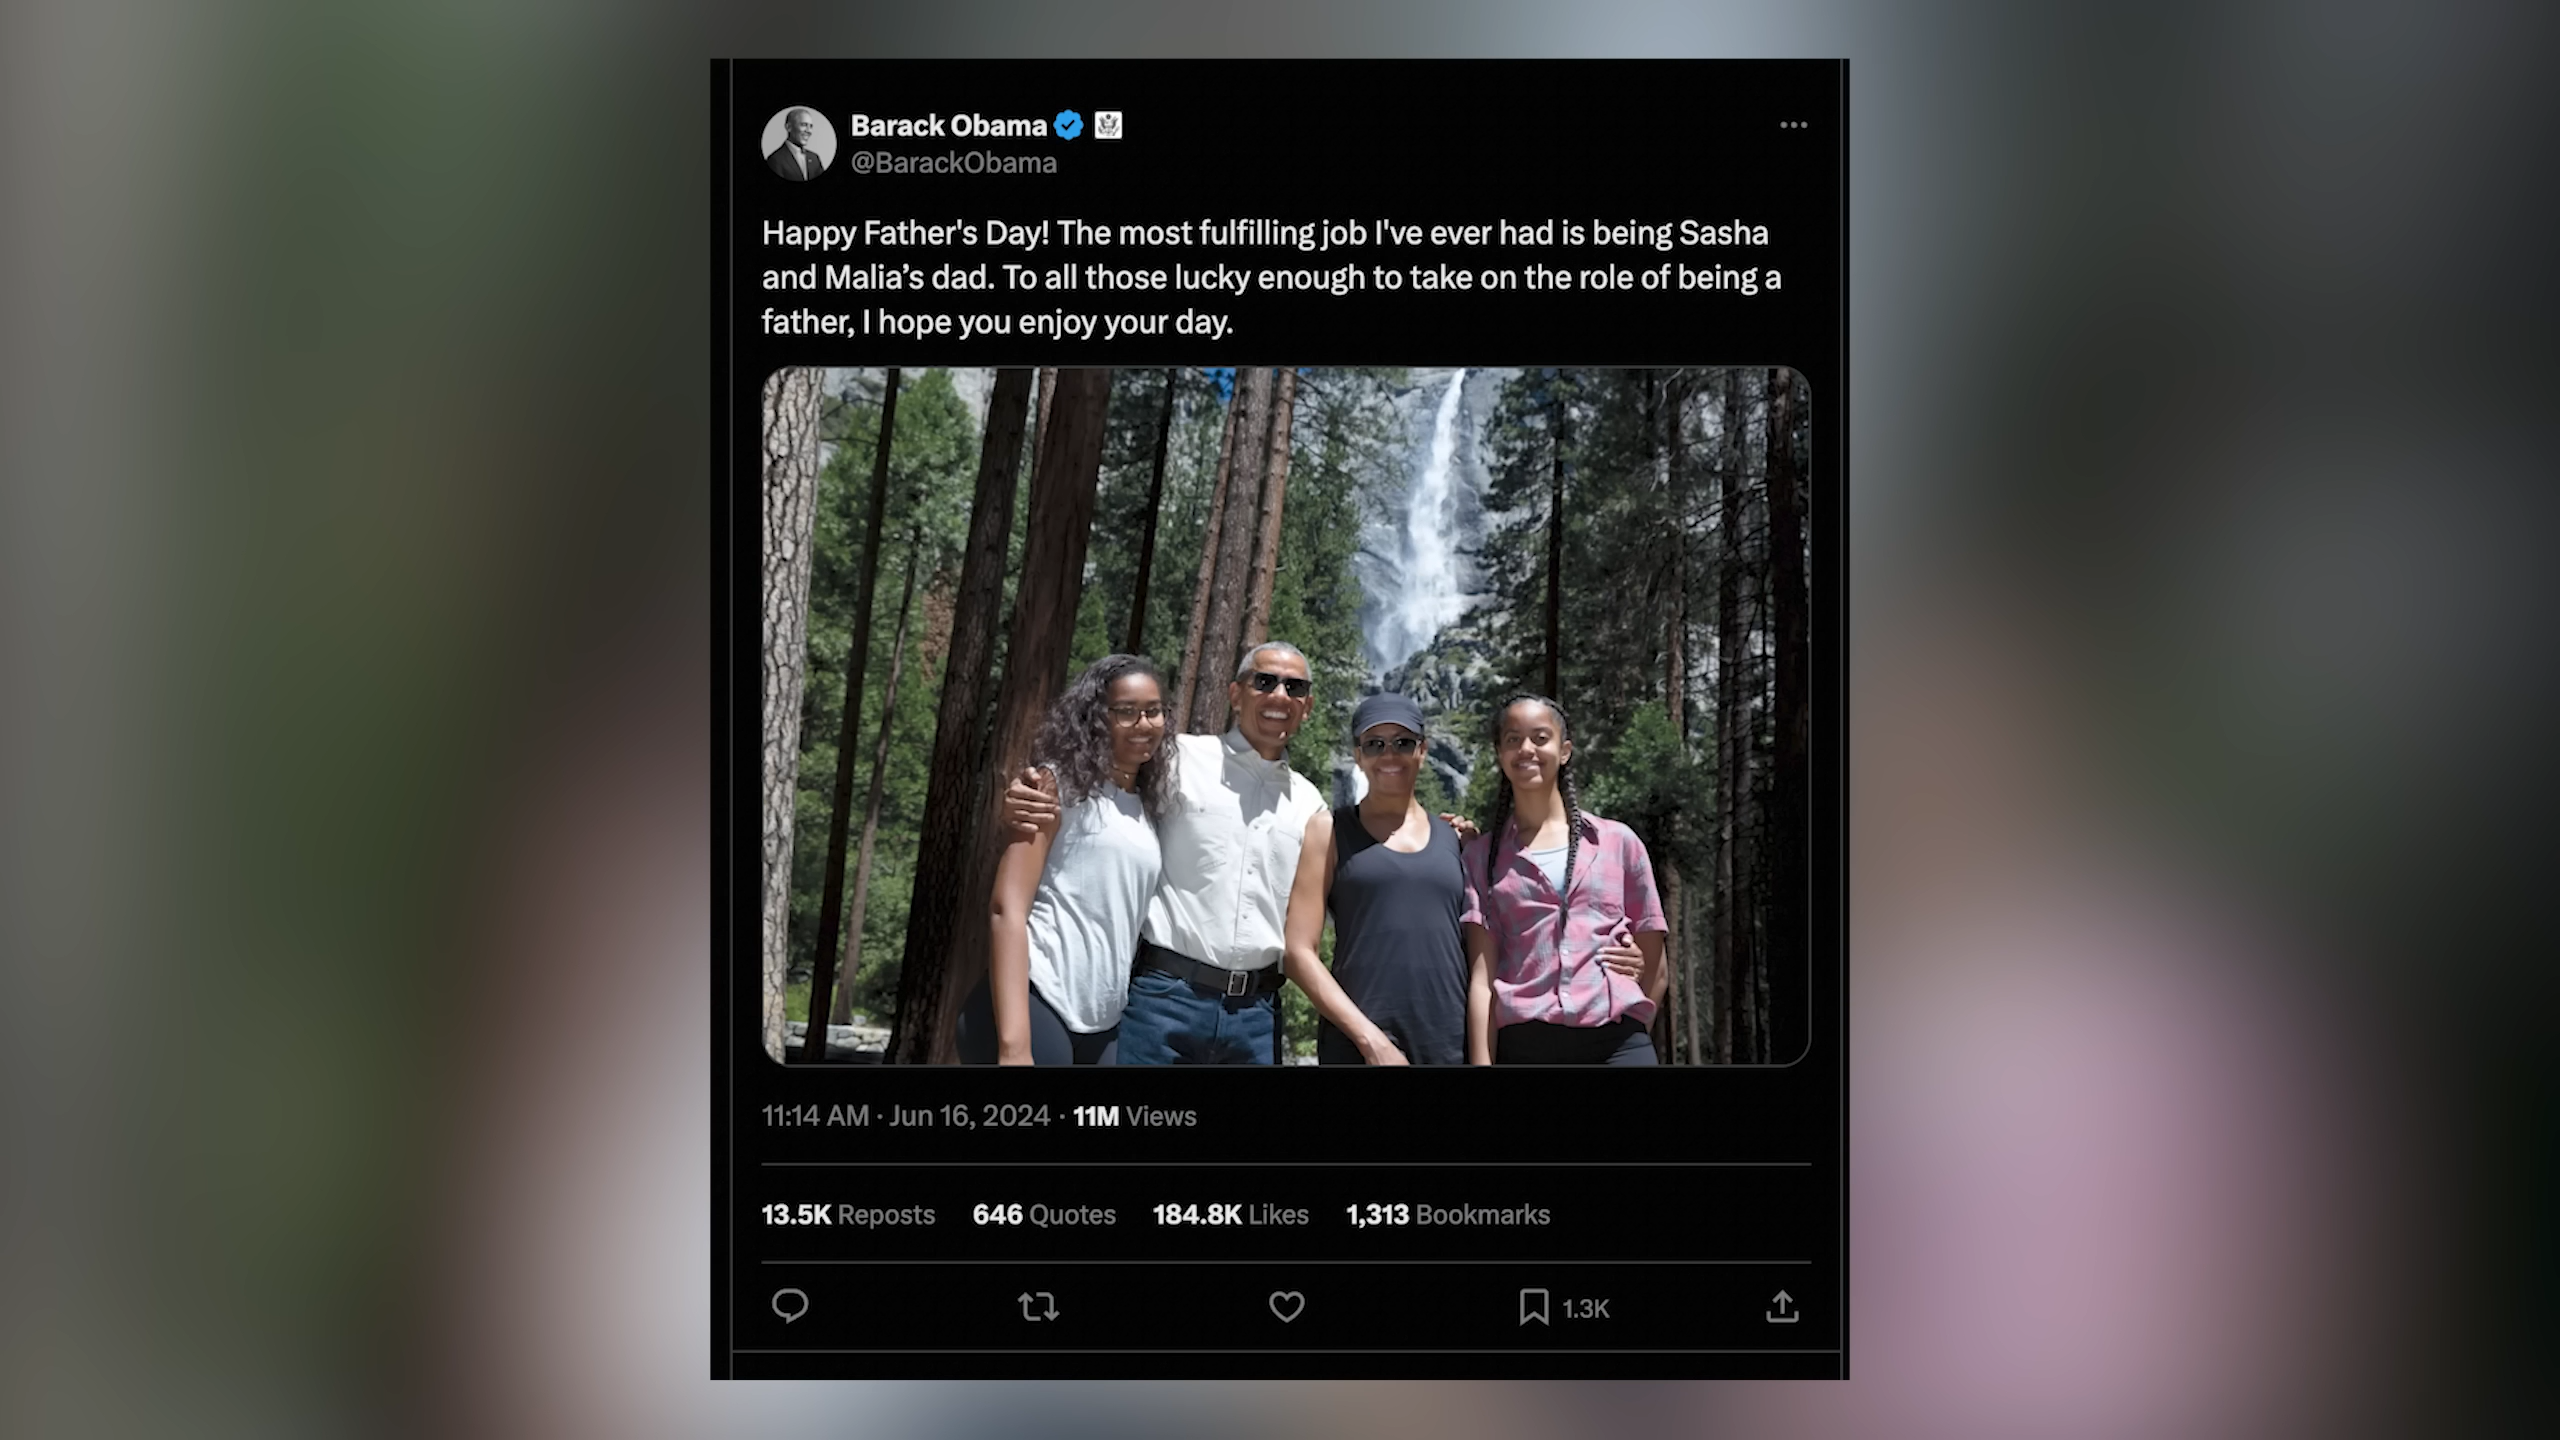 Barack Obama
@BarackObama
Happy Father's Day! The most fulfilling job I've ever had is being Sasha
and Malia’s dad. To all those lucky enough to take on the role of being a
father, I hope you enjoy your day.
11:14 AM · Jun 16, 2024 · 11M Views
13.5K Reposts 646 Quotes 184.8K Likes 1,313 Bookmarks
1.3K